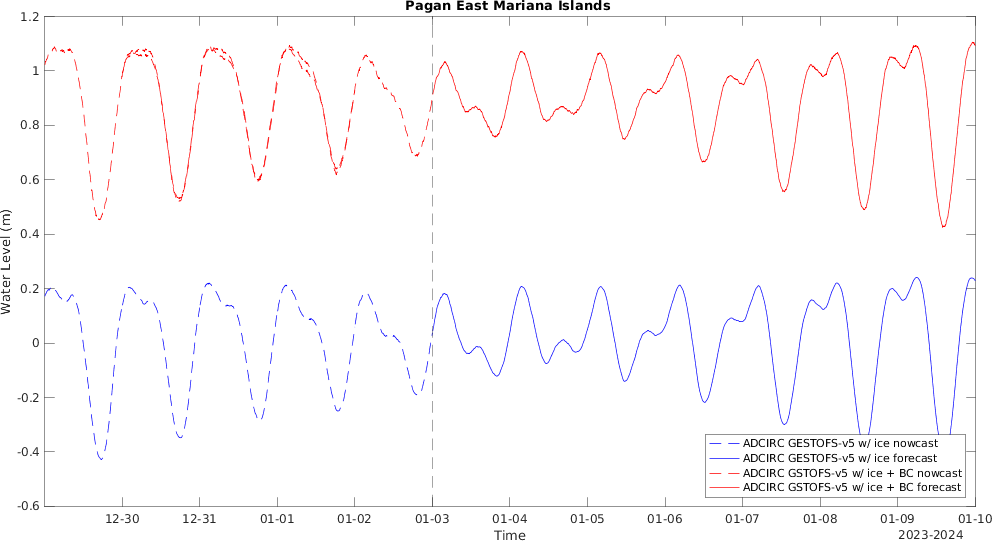 Pagan East Mariana Islands
1.2
1
0.8
0.6
0.4
0.2
0
-0.2
-0.4
-0.6
Water Level (m)
ADCIRC GESTOFS-v5 w/ ice nowcast
ADCIRC GESTOFS-v5 w/ ice forecast
ADCIRC GSTOFS-v5 w/ ice + BC nowcast
ADCIRC GSTOFS-v5 w/ ice + BC forecast
12-30 12-31 01-01 01-02 01-03 01-04 01-05 01-06 01-07 01-08 01-09 01-10
Time
2023-2024